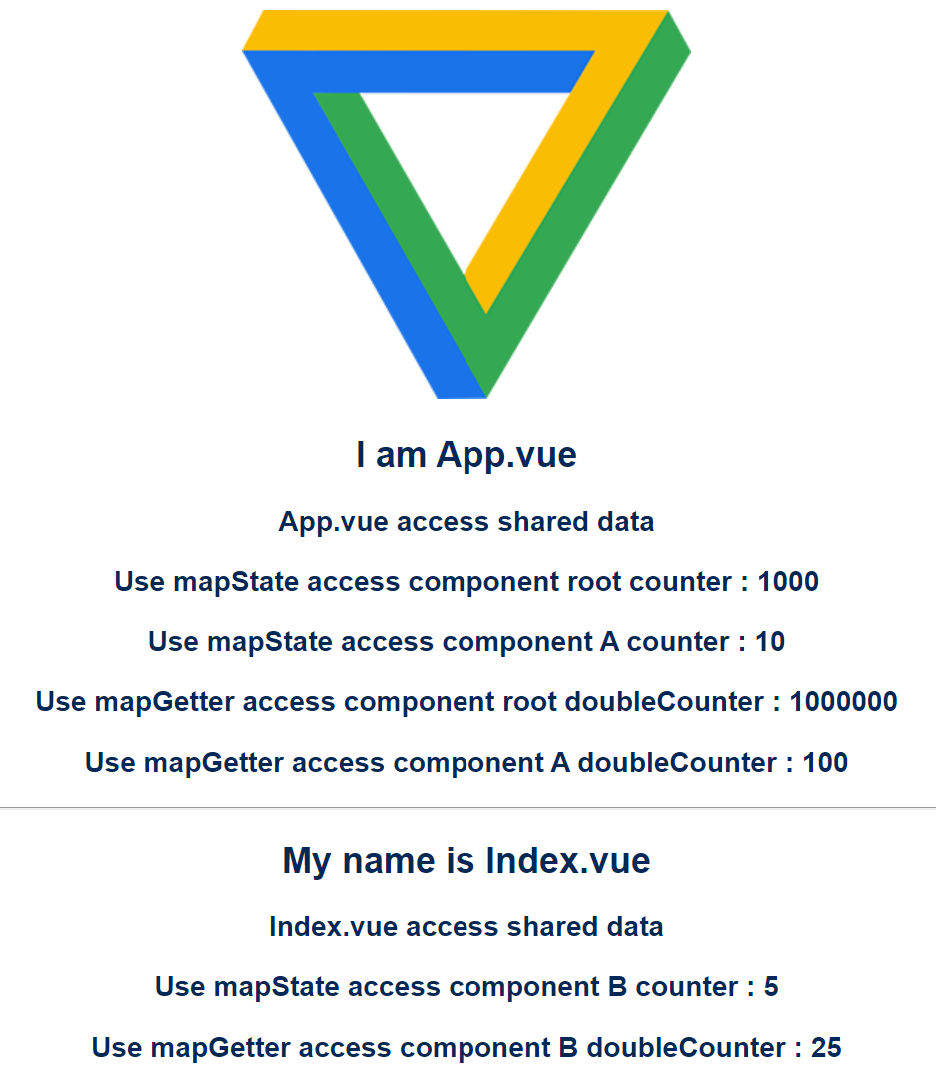 I am App.vue
App.vue access shared data
Use mapState access component root counter : 1000
Use mapState access component A counter : 10
Use mapGetter access component root doubleCounter : 1000000
Use mapGetter access component A doubleCounter : 100
My name is Index.vue
Index.vue access shared data
Use mapState access component B counter : 5
Use mapGetter access component B doubleCounter : 25